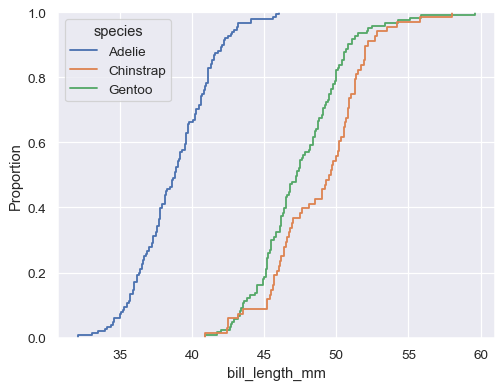 species
Adelie
Chinstrap
Gentoo
1.0
0.8
0.6
0.4
0.2
0.0
Proportion
35 40 45 50 55 60
bill_length_mm